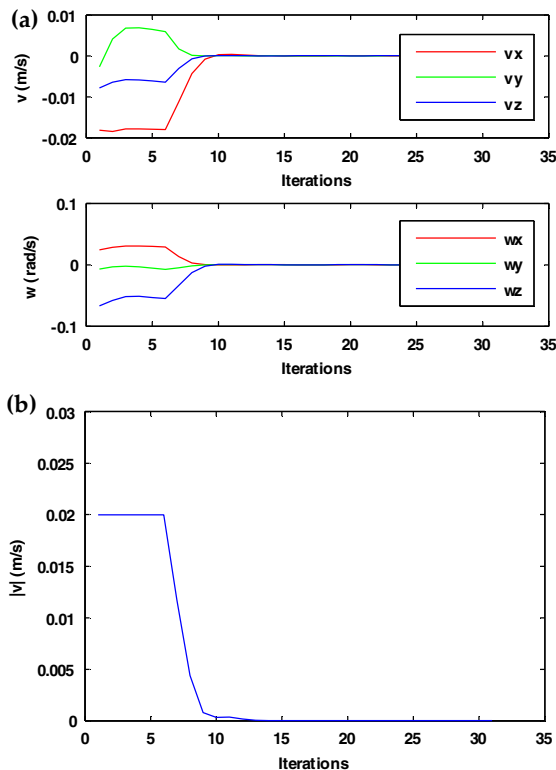 (a)
0.01
0
-0.01
-0.02
v (m/s)
vx
vy
vz
0 5 10 15 20 25 30 35
Iterations
0.1
0
-0.1
w (rad/s)
wx
wy
wz
0 5 10 15 20 25 30 35
Iterations
(b)
0.03
0.025
0.02
0.015
0.01
0.005
0
|v| (m/s)
0 5 10 15 20 25 30 35
Iterations